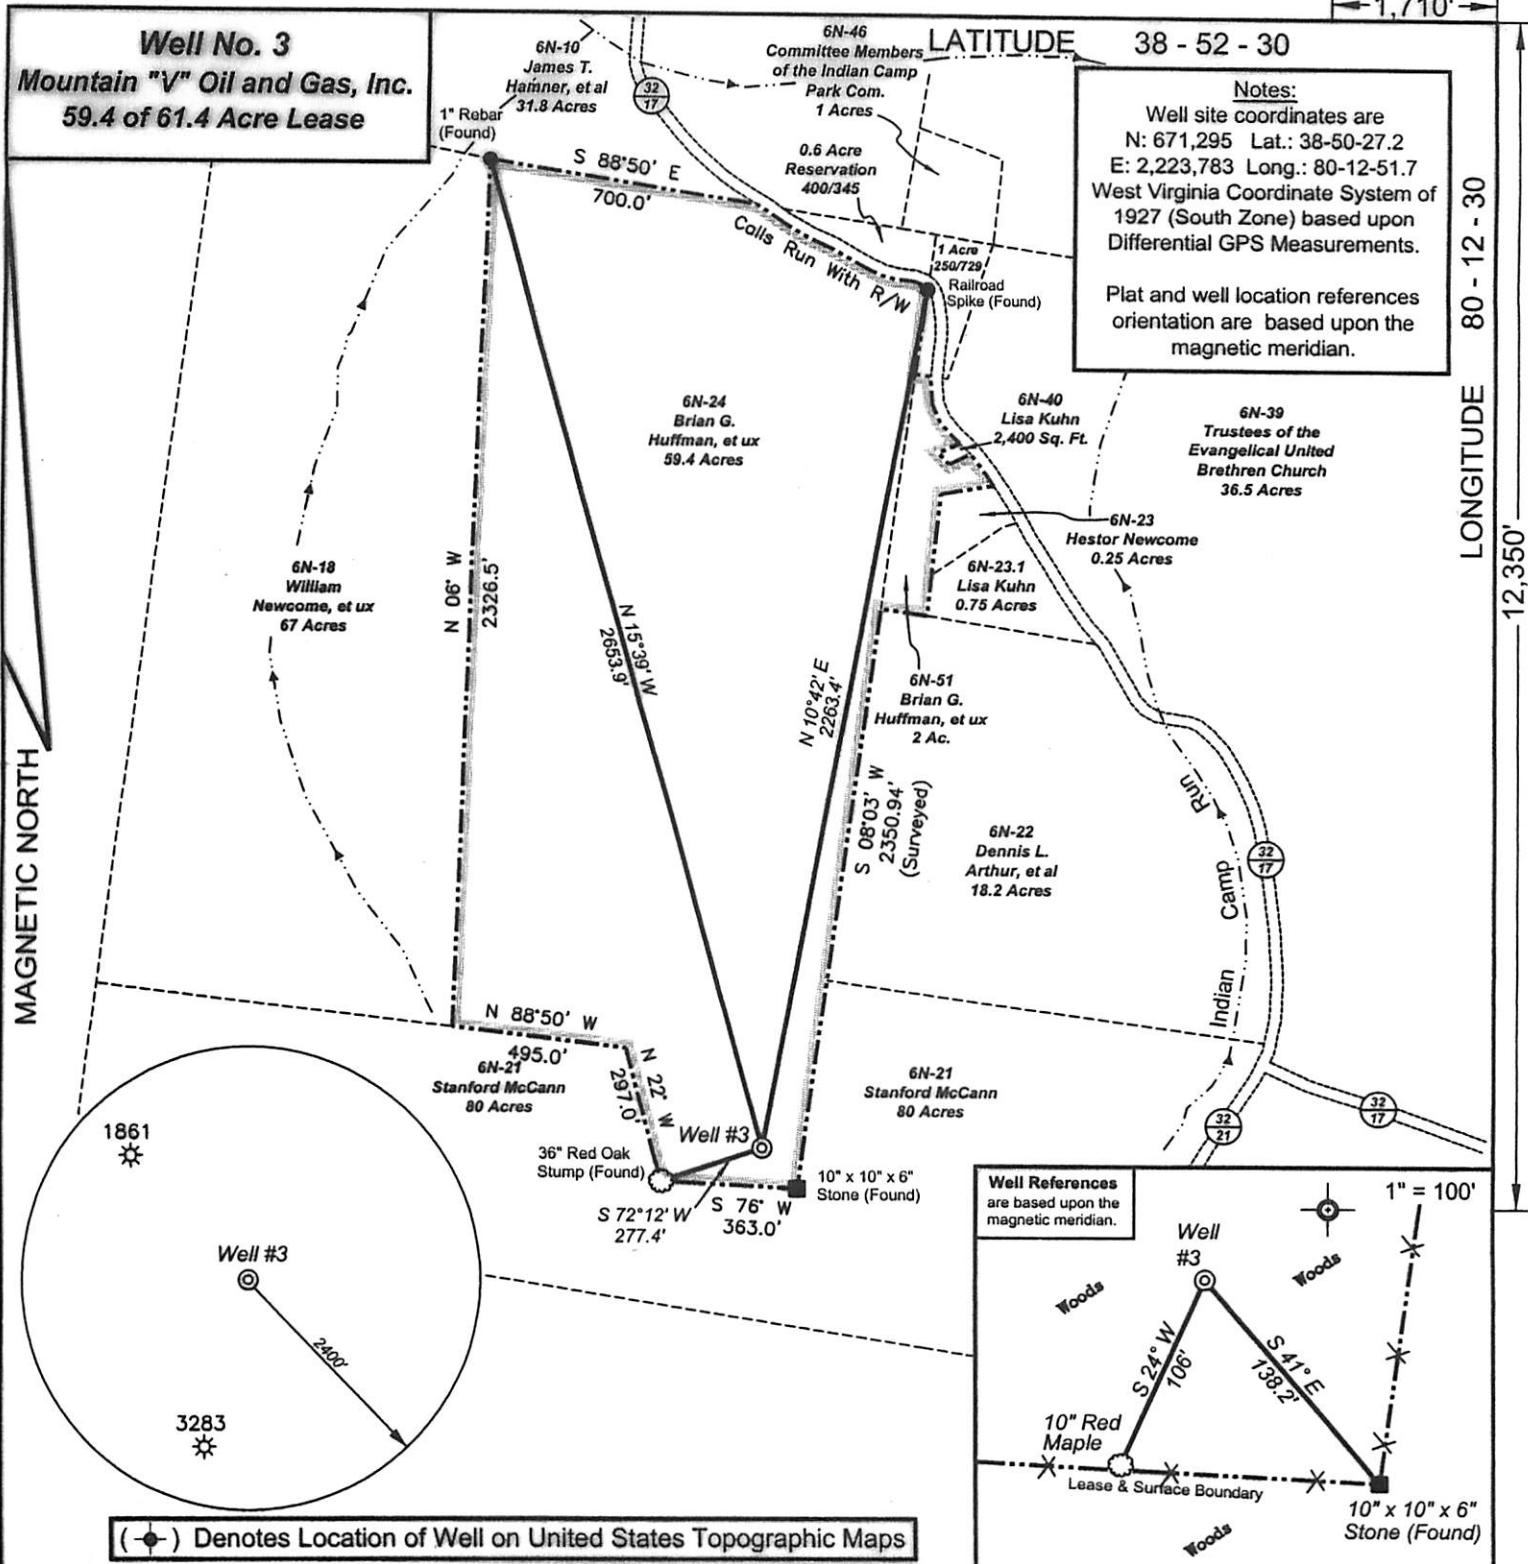 1,710'
Well No. 3
Mountain "V" Oil and Gas, Inc.
59.4 of 61.4 Acre Lease
LATITUDE 38 - 52 - 30
6N-10
James T.
Hamner, et al
31.8 Acres
32
17
6N-46
Committee Members
of the Indian Camp
Park Com.
1 Acres
Notes:
Well site coordinates are
N: 671,295 Lat.: 38-50-27.2
E: 2,223,783 Long.: 80-12-51.7
West Virginia Coordinate System of
1927 (South Zone) based upon
Differential GPS Measurements.
Plat and well location references
orientation are based upon the
magnetic meridian.
LONGITUDE 80 - 12 - 30
12,350'
1" Rebar
(Found)
S 88°50' E
700.0'
0.6 Acre
Reservation
400/345
Calls Run With R/W
1 Acre
250/729
Railroad
Spike (Found)
6N-24
Brian G.
Huffman, et ux
59.4 Acres
6N-40
Lisa Kuhn
2,400 Sq. Ft.
6N-39
Trustees of the
Evangelical United
Brethren Church
36.5 Acres
6N-23
Hestor Newcome
0.25 Acres
6N-23.1
Lisa Kuhn
0.75 Acres
6N-18
William
Newcome, et ux
67 Acres
N 06° W
2326.5'
N 15°39' W
2653.9'
N 10°42' E
2263.4'
6N-51
Brian G.
Huffman, et ux
2 Ac.
S 08°03' W
2350.94'
(Surveyed)
6N-22
Dennis L.
Arthur, et al
18.2 Acres
Indian Camp Run
32
17
MAGNETIC NORTH
N 88°50' W
495.0'
6N-21
Stanford McCann
80 Acres
N 22° W
297.0'
6N-21
Stanford McCann
80 Acres
32
21
32
17
Well #3
36" Red Oak
Stump (Found)
10" x 10" x 6"
Stone (Found)
S 72°12' W
277.4'
S 76° W
363.0'
1861
Well #3
2400'
3283
Well References
are based upon the
magnetic meridian.
1" = 100'
Well
#3
Woods
Woods
S 24° W
106'
S 41° E
138.2'
10" Red
Maple
Lease & Surface Boundary
10" x 10" x 6"
Stone (Found)
Woods
( ) Denotes Location of Well on United States Topographic Maps